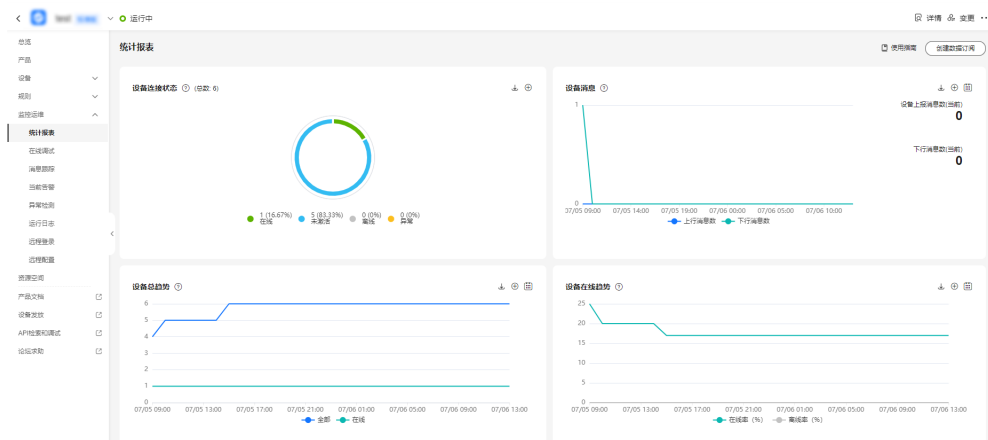 test
运行中
详情
变更
总览
产品
设备
规则
监控运维
统计报表
在线调试
消息跟踪
当前告警
异常检测
运行日志
远程登录
远程配置
资源空间
产品文档
设备发放
API检索和调试
论坛求助
统计报表
使用指南
创建数据订阅
设备连接状态 (总数: 6)
1 (16.67%) 在线
5 (83.33%) 未激活
0 (0%) 离线
0 (0%) 异常
设备消息
1
0
07/05 14:00 07/05 19:00 07/06 00:00 07/06 05:00 07/06 10:00
上行消息数 下行消息数
设备上报消息数(当前)
0
下行消息数(当前)
0
设备总趋势
6
5
4
3
2
1
0
07/05 09:00 07/05 13:00 07/05 17:00 07/05 21:00 07/06 01:00 07/06 05:00 07/06 09:00 07/06 13:00
全部 在线
设备在线趋势
25
20
15
10
5
0
07/05 09:00 07/05 13:00 07/05 17:00 07/05 21:00 07/06 01:00 07/06 05:00 07/06 09:00 07/06 13:00
在线率（%） 离线率（%）